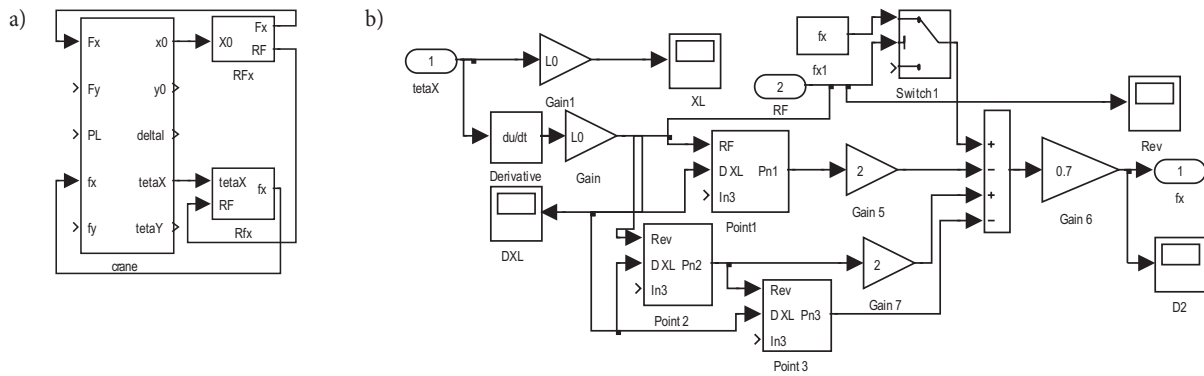 a)
Fx
x0
Fy
y0
PL
deltal
fx
tetaX
fy
tetaY
crane
X0
Fx
RF
RFx
tetaX
fx
RF
Rfx
b)
1
tetaX
L0
Gain1
XL
fx
fx1
2
RF
Switch1
Rev
du/dt
Derivative
L0
Gain
DXL
RF
D XL
Pn1
In3
Point1
2
Gain 5
Rev
D XL
Pn2
In3
Point 2
2
Gain 7
Rev
D XL
Pn3
In3
Point 3
+
−
+
−
0.7
Gain 6
1
fx
D2